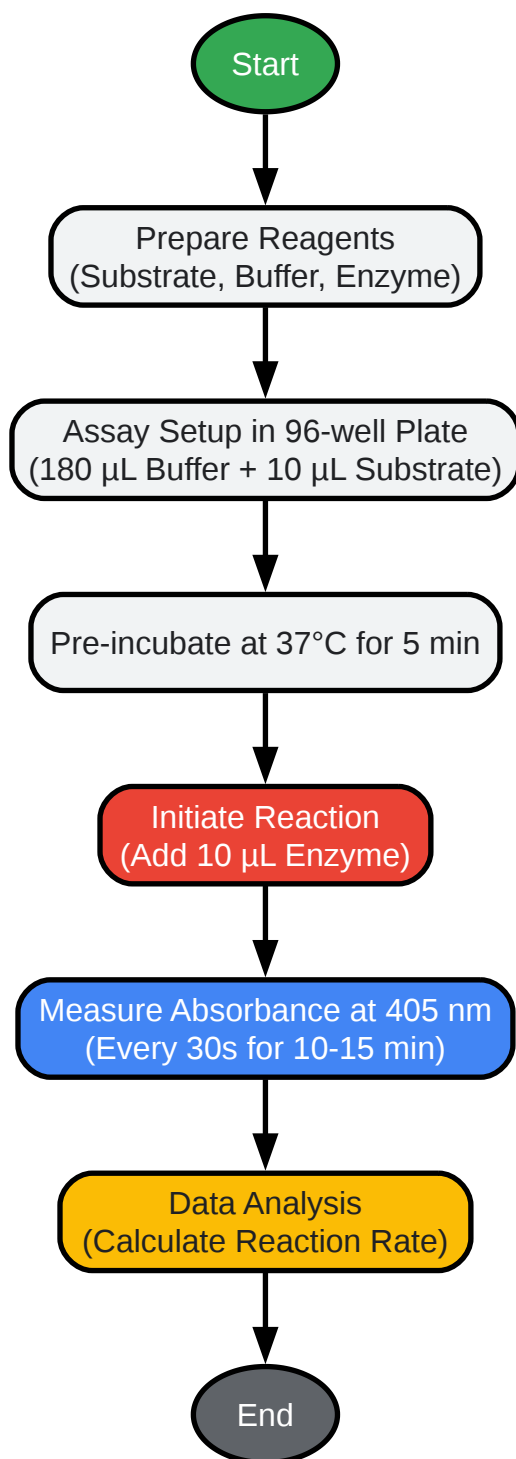 Start
Prepare Reagents
(Substrate, Buffer, Enzyme)
Assay Setup in 96-well Plate
(180 µL Buffer + 10 µL Substrate)
Pre-incubate at 37°C for 5 min
Initiate Reaction
(Add 10 µL Enzyme)
Measure Absorbance at 405 nm
(Every 30s for 10-15 min)
Data Analysis
(Calculate Reaction Rate)
End